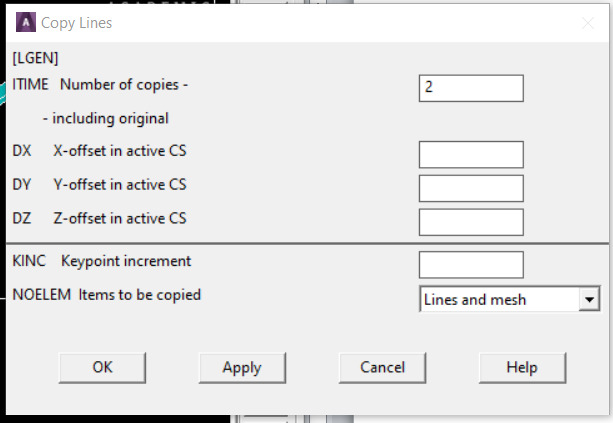 ACADEMIC
Copy Lines
[LGEN]
ITIME Number of copies - 2
- including original
DX X-offset in active CS
DY Y-offset in active CS
DZ Z-offset in active CS
KINC Keypoint increment
NOELEM Items to be copied Lines and mesh
OK Apply Cancel Help